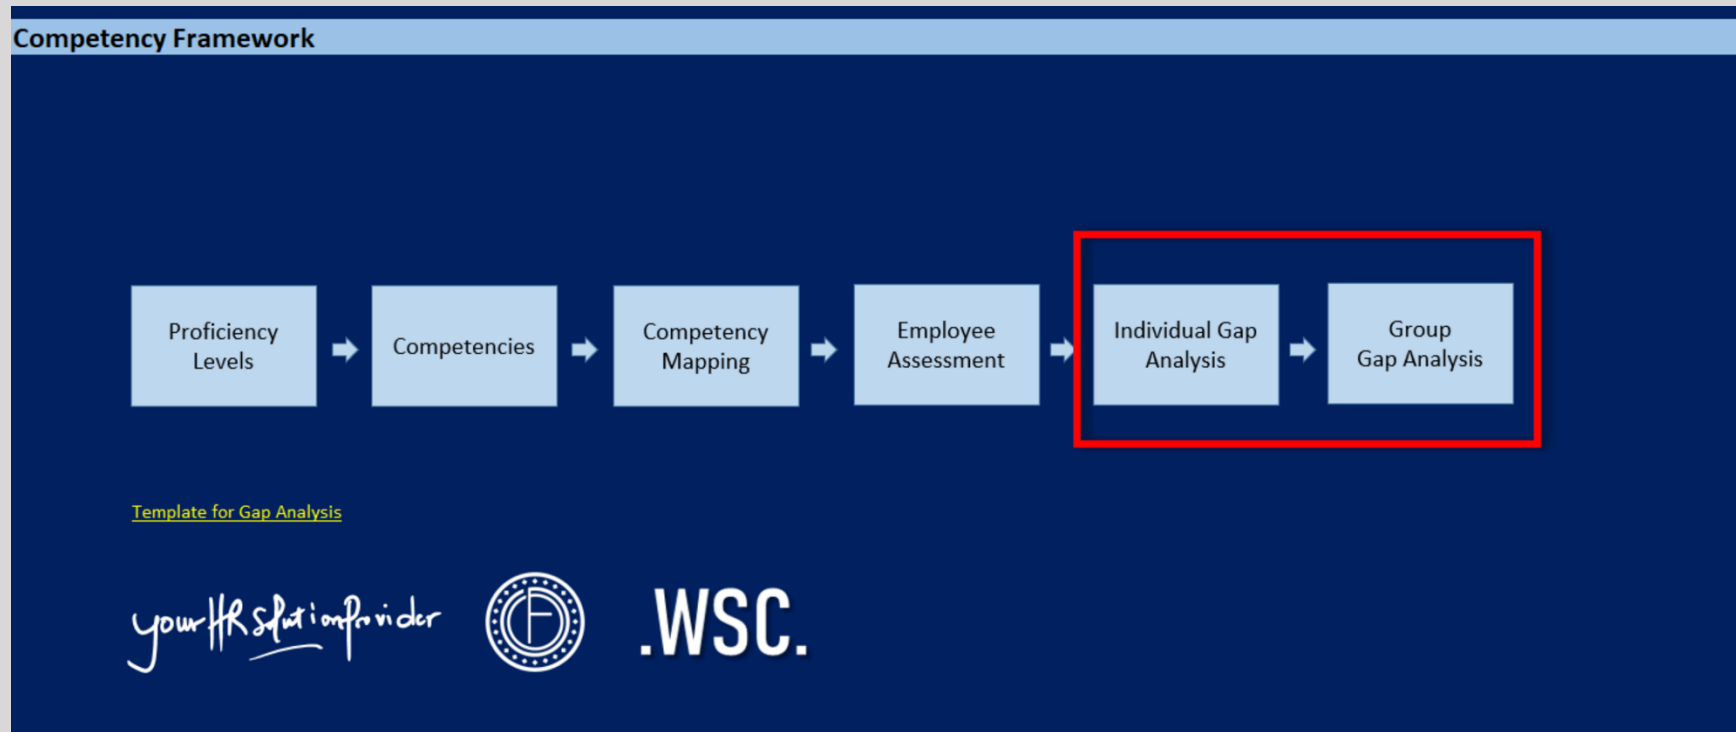 Competency Framework
Proficiency
Levels
Competencies
Competency
Mapping
Employee
Assessment
Individual Gap
Analysis
Group
Gap Analysis
Template for Gap Analysis
yourHRSolutionProvider
CF
.WSC.